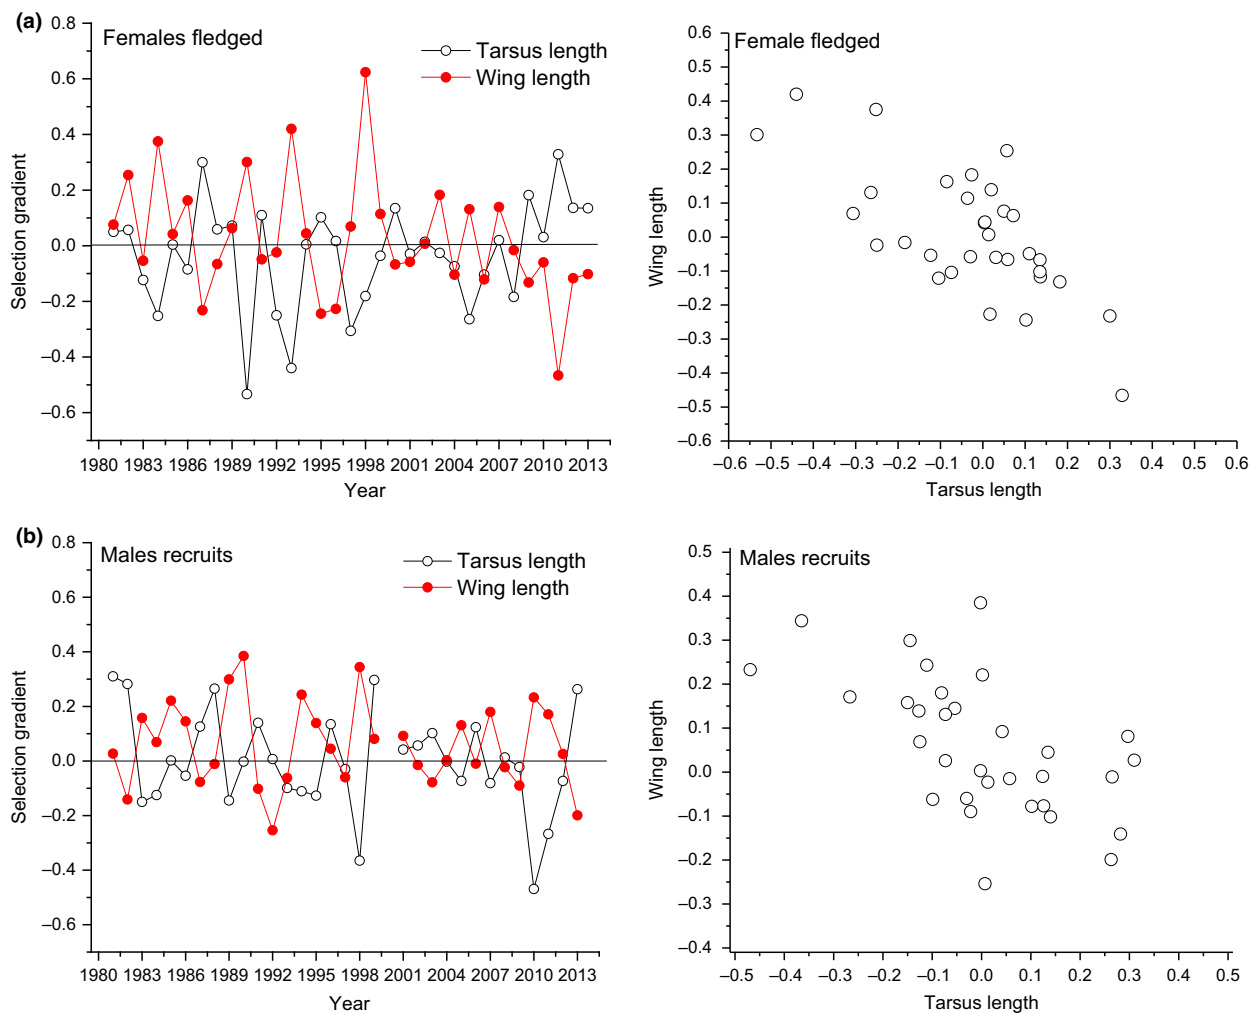 (a)
Females fledged
Tarsus length
Wing length
Selection gradient
0.8
0.6
0.4
0.2
0.0
–0.2
–0.4
–0.6
1980 1983 1986 1989 1992 1995 1998 2001 2004 2007 2010 2013
Year
Female fledged
Wing length
0.6
0.5
0.4
0.3
0.2
0.1
0.0
–0.1
–0.2
–0.3
–0.4
–0.5
–0.6
–0.6 –0.5 –0.4 –0.3 –0.2 –0.1 0.0 0.1 0.2 0.3 0.4 0.5 0.6
Tarsus length
(b)
Males recruits
Tarsus length
Wing length
Selection gradient
0.8
0.6
0.4
0.2
0.0
–0.2
–0.4
–0.6
1980 1983 1986 1989 1992 1995 1998 2001 2004 2007 2010 2013
Year
Males recruits
Wing length
0.5
0.4
0.3
0.2
0.1
0.0
–0.1
–0.2
–0.3
–0.4
–0.5 –0.4 –0.3 –0.2 –0.1 0.0 0.1 0.2 0.3 0.4 0.5
Tarsus length